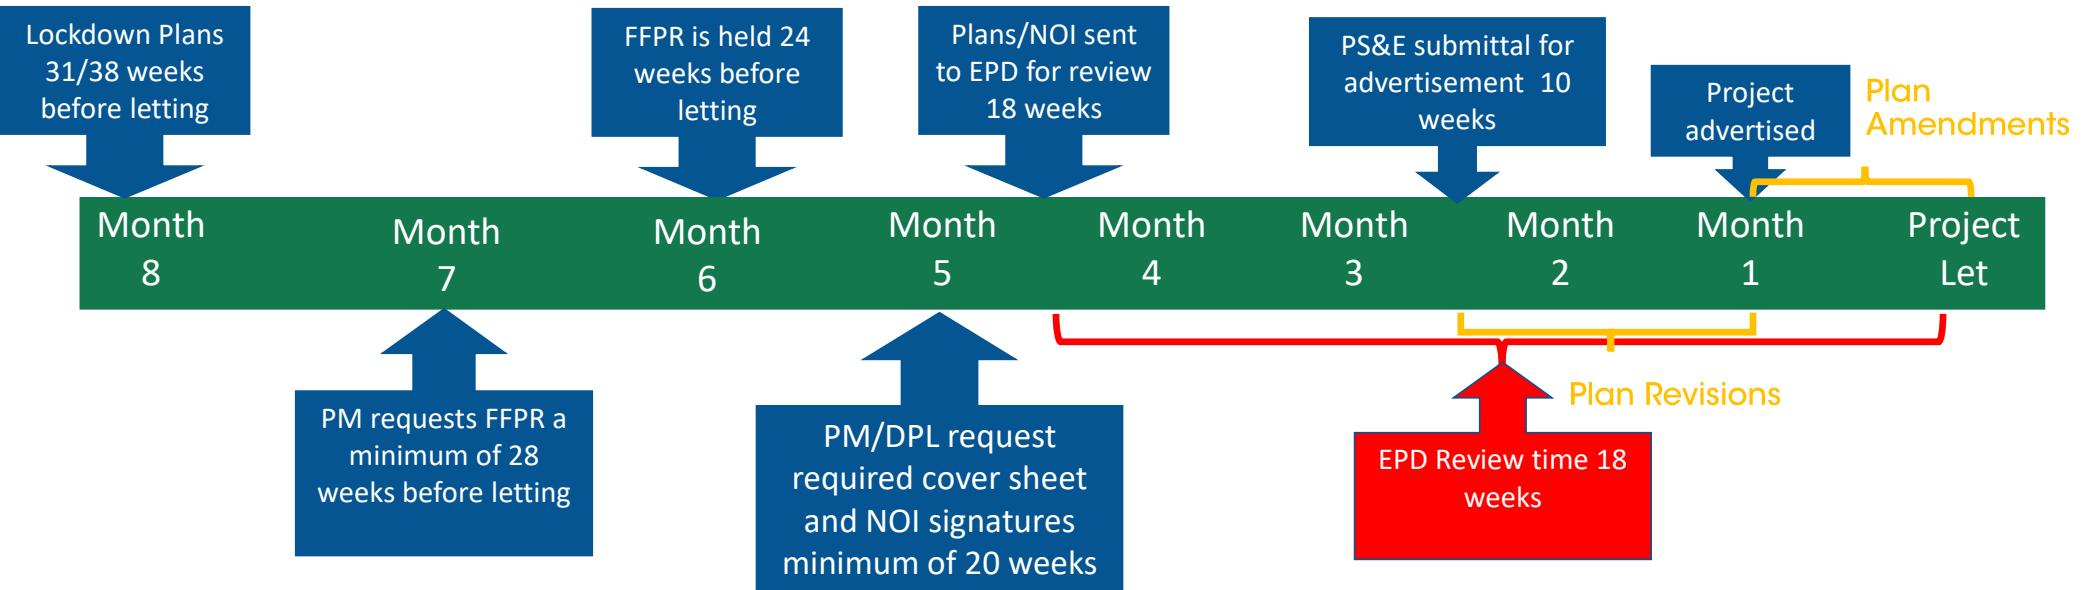 Lockdown Plans
31/38 weeks
before letting
FFPR is held 24
weeks before
letting
Plans/NOI sent
to EPD for review
18 weeks
PS&E submittal for
advertisement  10
weeks
Project
advertised
Plan
Amendments
Month
8
Month
7
Month
6
Month
5
Month
4
Month
3
Month
2
Month
1
Project
Let
PM requests FFPR a
minimum of 28
weeks before letting
PM/DPL request
required cover sheet
and NOI signatures
minimum of 20 weeks
Plan Revisions
EPD Review time 18
weeks